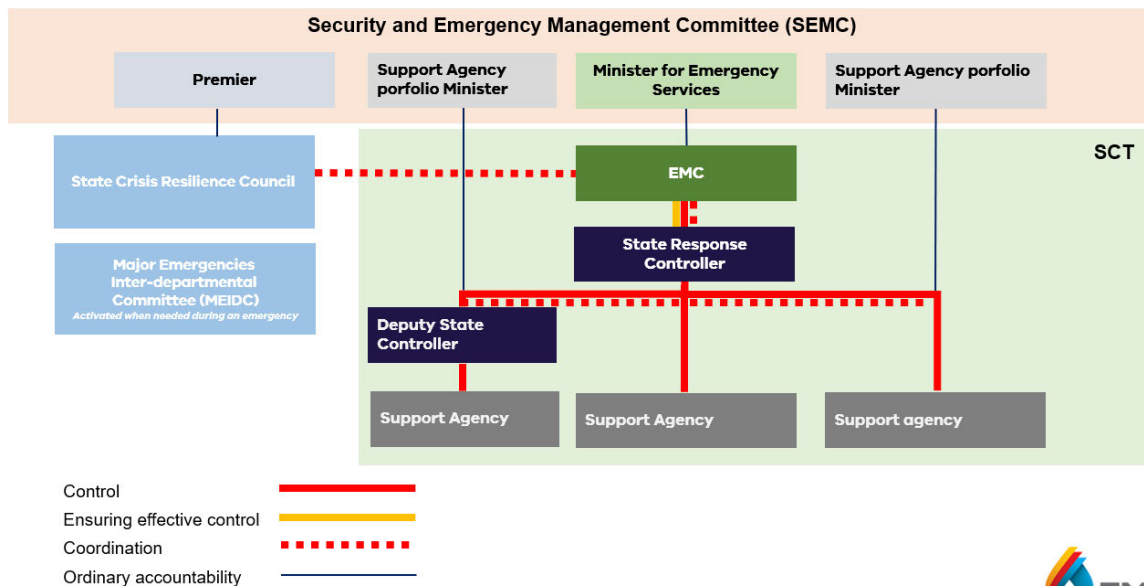 Security and Emergency Management Committee (SEMC)
Premier
Support Agency
porfolio Minister
Minister for Emergency
Services
Support Agency porfolio
Minister
SCT
State Crisis Resilience Council
EMC
State Response
Controller
Major Emergencies
Inter-departmental
Committee (MEIDC)
Activated when needed during an emergency
Deputy State
Controller
Support Agency
Support Agency
Support agency
Control
Ensuring effective control
Coordination
Ordinary accountability